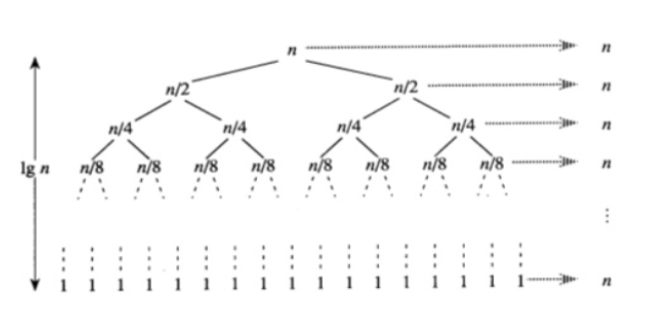 n n
n/2 n/2 n
n/4 n/4 n/4 n/4 n
lg n n/8 n/8 n/8 n/8 n/8 n/8 n/8 n/8 n
⋮
1 1 1 1 1 1 1 1 1 1 1 1 1 1 1 1 1 n